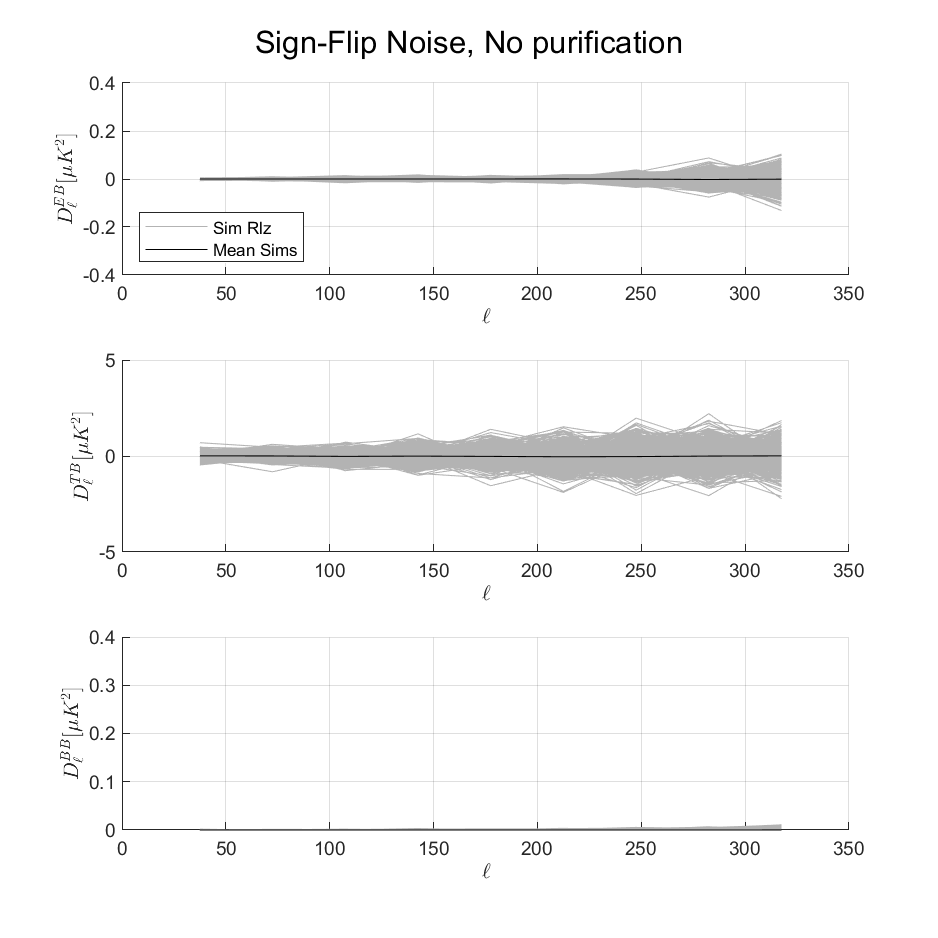 Sign-Flip Noise, No purification
0.4
0.2
0
-0.2
-0.4
D_ℓ^{EB}[μK^2]
Sim Rlz
Mean Sims
0 50 100 150 200 250 300 350
ℓ
5
0
-5
D_ℓ^{TB}[μK^2]
0 50 100 150 200 250 300 350
ℓ
0.4
0.3
0.2
0.1
0
D_ℓ^{BB}[μK^2]
0 50 100 150 200 250 300 350
ℓ